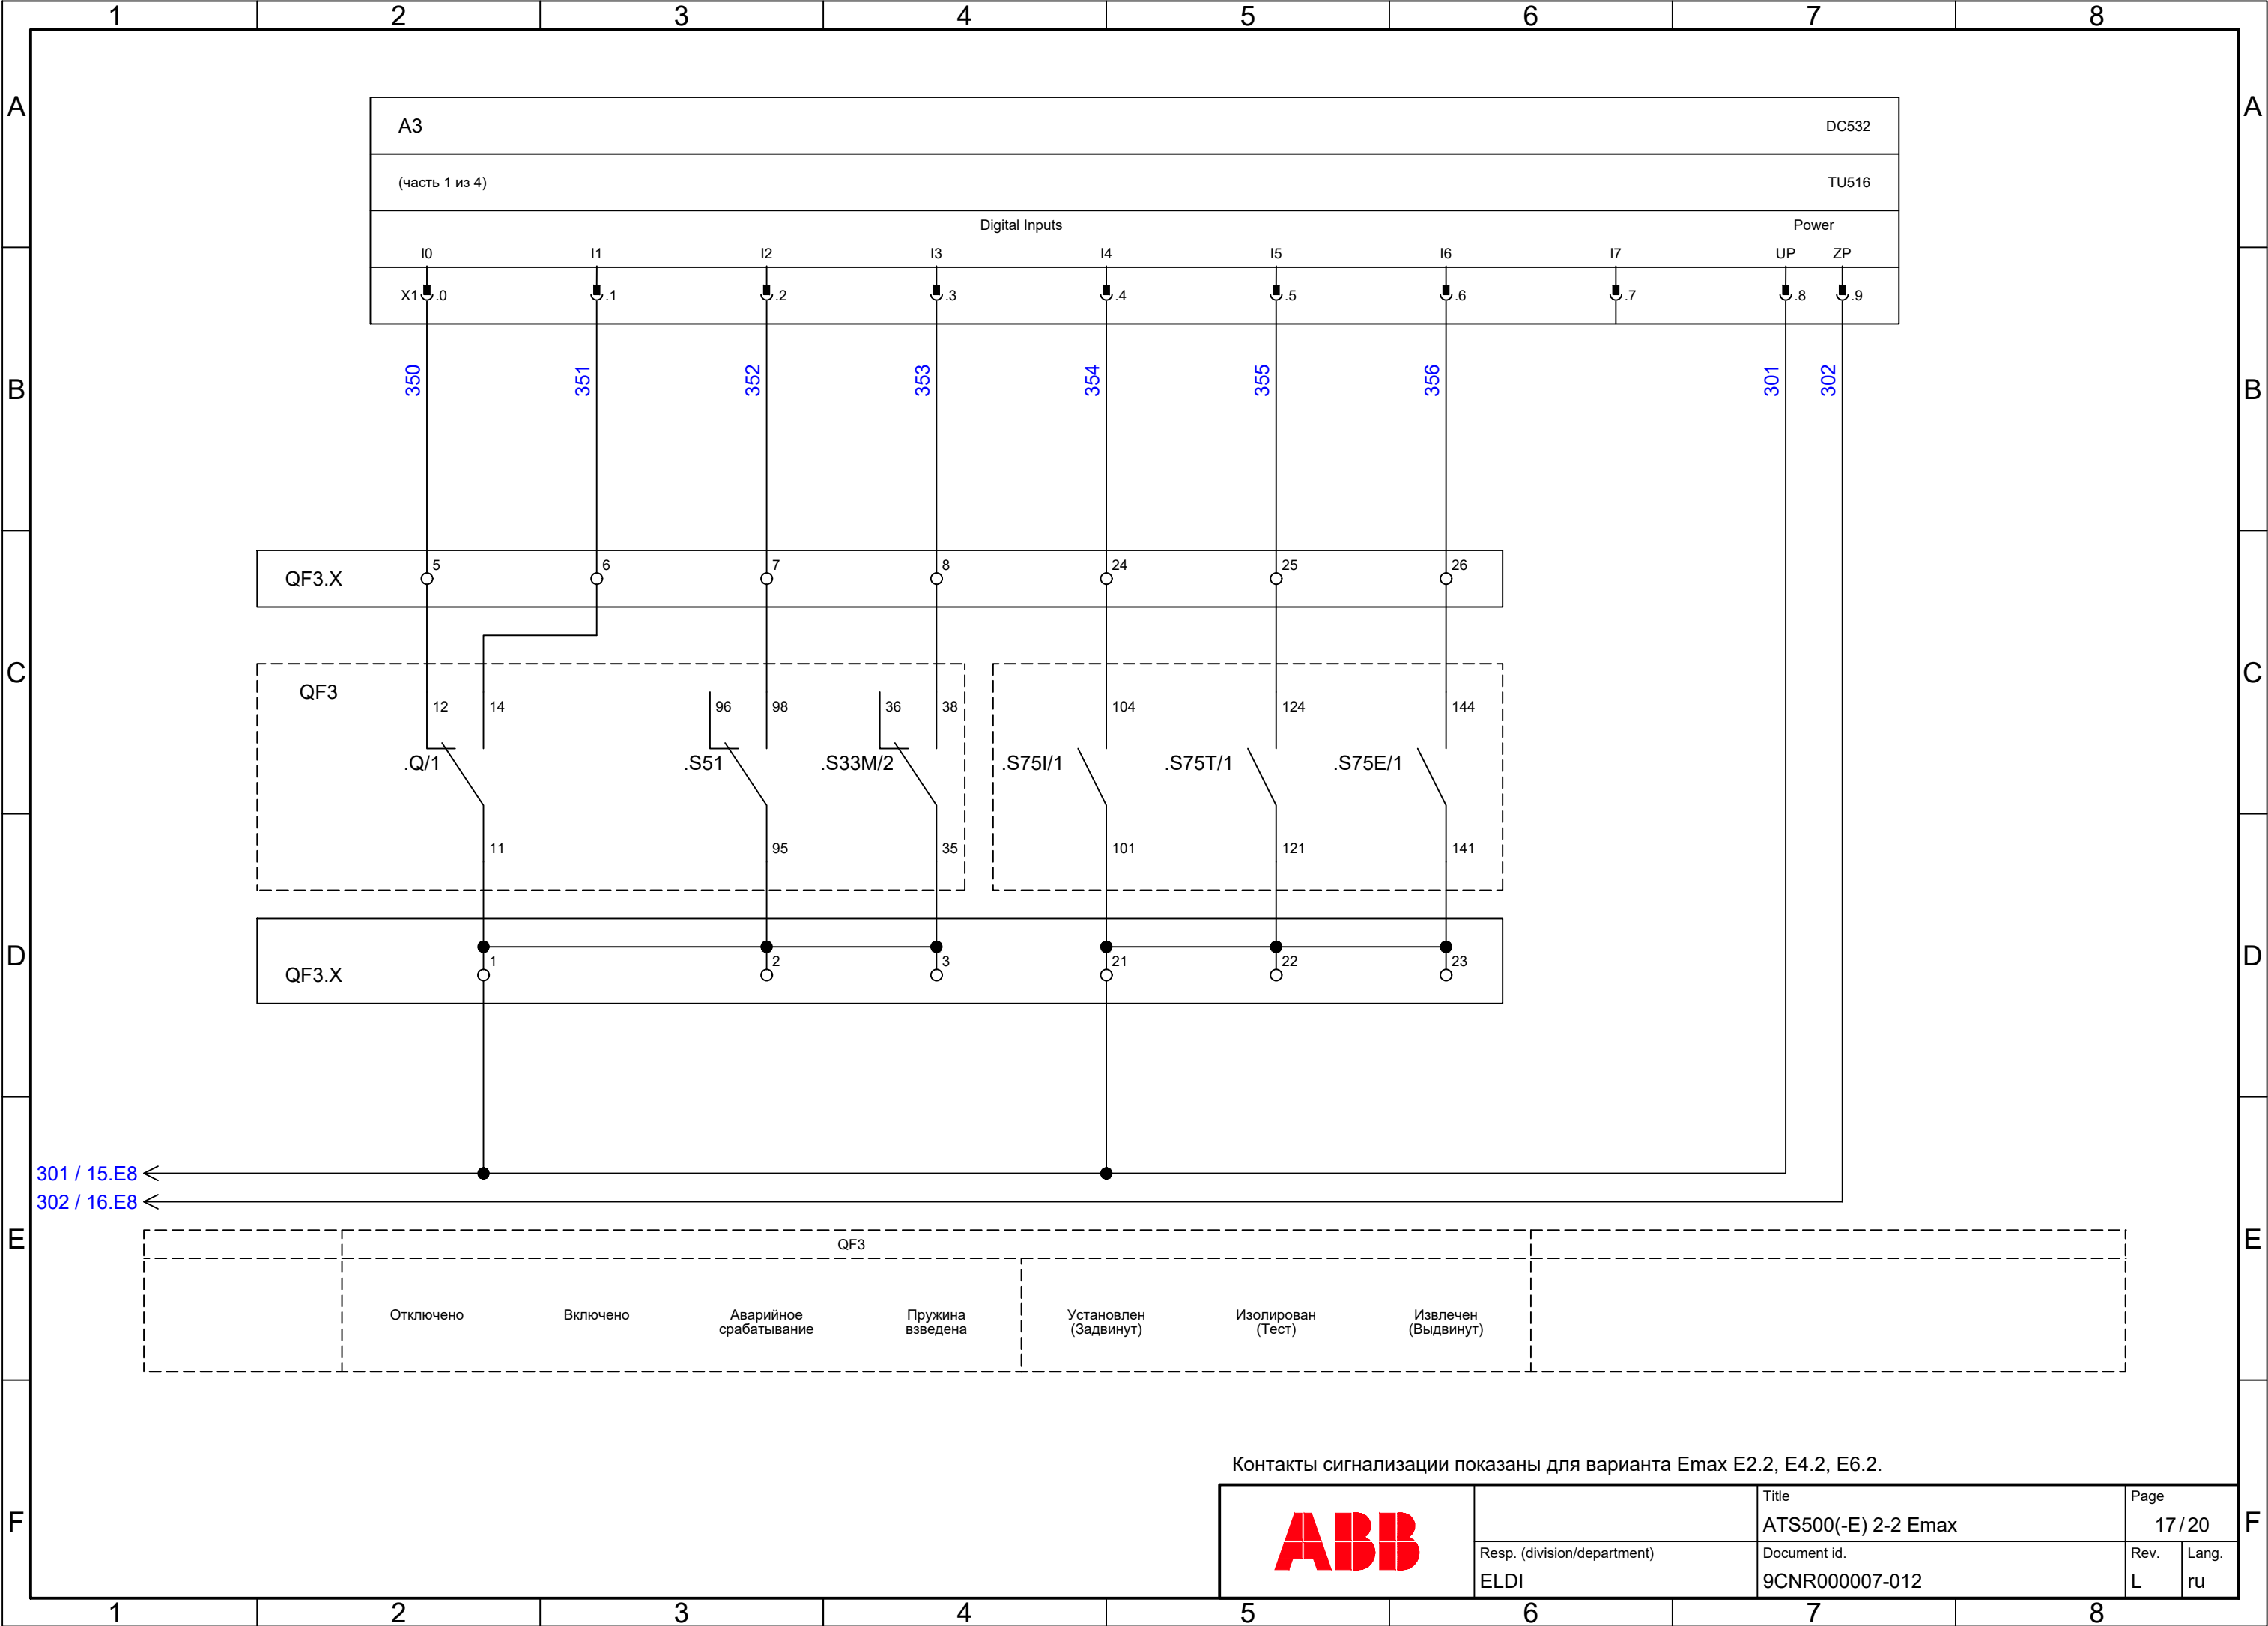 1 2 3 4 5 6 7 8
A A
A3 DC532
(часть 1 из 4) TU516
Digital Inputs Power
I0 I1 I2 I3 I4 I5 I6 I7 UP ZP
X1 .0 .1 .2 .3 .4 .5 .6 .7 .8 .9
B B
350 351 352 353 354 355 356 301 302
QF3.X 5 6 7 8 24 25 26
C C
QF3
12 14 96 98 36 38 104 124 144
.Q/1 .S51 .S33M/2 .S75I/1 .S75T/1 .S75E/1
11 95 35 101 121 141
D D
QF3.X 1 2 3 21 22 23
301 / 15.E8
302 / 16.E8
E E
QF3
Отключено Включено Аварийное Пружина Установлен Изолирован Извлечен
срабатывание взведена (Задвинут) (Тест) (Выдвинут)
Контакты сигнализации показаны для варианта Emax E2.2, E4.2, E6.2.
F F
ABB
Title Page
ATS500(-E) 2-2 Emax 17/20
Resp. (division/department) Document id. Rev. Lang.
ELDI 9CNR000007-012 L ru
1 2 3 4 5 6 7 8